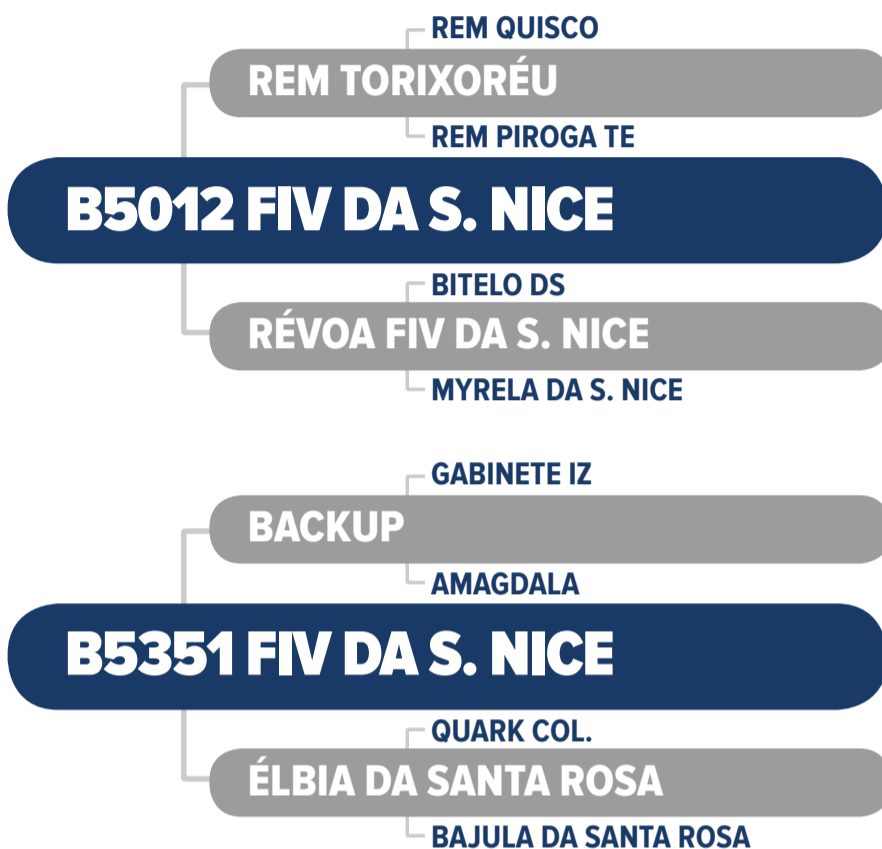 REM QUISCO
REM TORIXORÉU
REM PIROGA TE
B5012 FIV DA S. NICE
BITELO DS
RÉVOA FIV DA S. NICE
MYRELA DA S. NICE
GABINETE IZ
BACKUP
AMAGDALA
B5351 FIV DA S. NICE
QUARK COL.
ÉLBIA DA SANTA ROSA
BAJULA DA SANTA ROSA